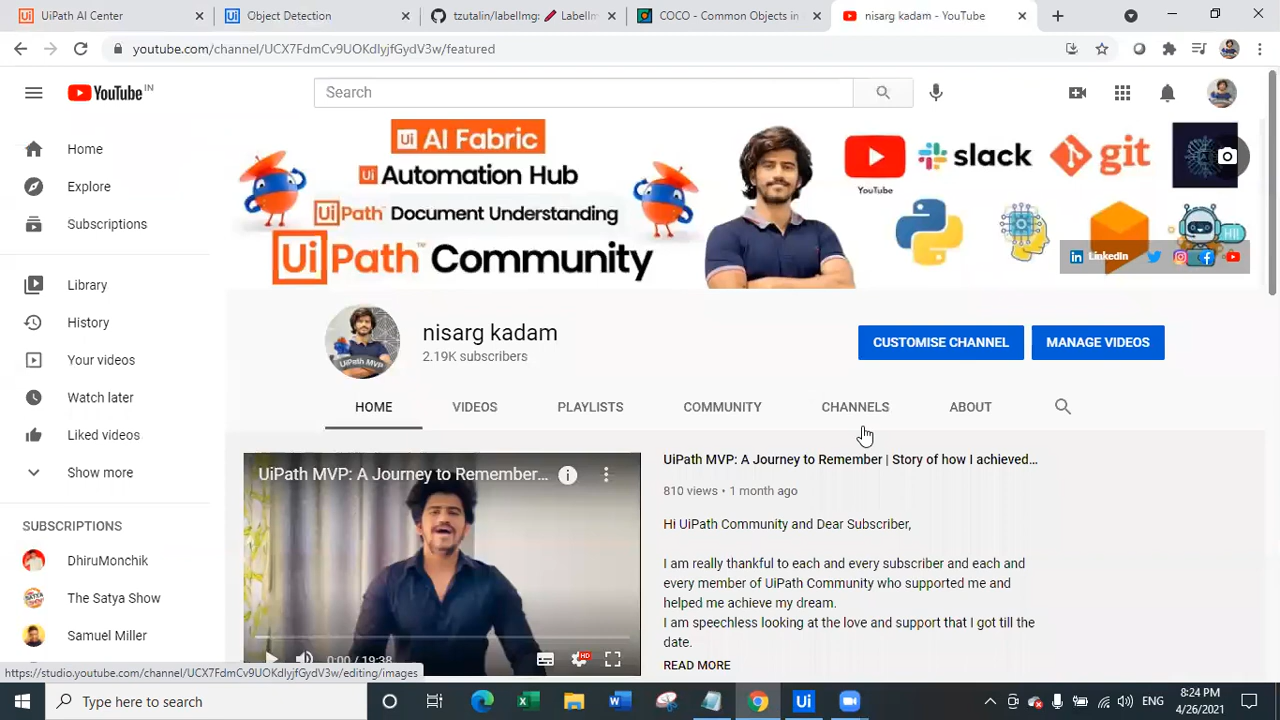 UiPath AI Center
Object Detection
tzutalin/labelImg: LabelIm
COCO - Common Objects in
nisarg kadam - YouTube
youtube.com/channel/UCX7FdmCv9UOKdIyjfGydV3w/featured
YouTube IN
Search
Home
Explore
Subscriptions
Library
History
Your videos
Watch later
Liked videos
Show more
SUBSCRIPTIONS
DhiruMonchik
The Satya Show
Samuel Miller
Ui AI Fabric
Ui Automation Hub
UiPath Document Understanding
UiPath Community
YouTube
slack
git
HI!
LinkedIn
UiPath MVP
nisarg kadam
2.19K subscribers
CUSTOMISE CHANNEL
MANAGE VIDEOS
HOME
VIDEOS
PLAYLISTS
COMMUNITY
CHANNELS
ABOUT
UiPath MVP: A Journey to Remember...
0:00 / 19:38
HD
UiPath MVP: A Journey to Remember | Story of how I achieved...
810 views • 1 month ago
Hi UiPath Community and Dear Subscriber,
I am really thankful to each and every subscriber and each and
every member of UiPath Community who supported me and
helped me achieve my dream.
I am speechless looking at the love and support that I got till the
date.
READ MORE
https://studio.youtube.com/channel/UCX7FdmCv9UOKdIyjfGydV3w/editing/images
Type here to search
ENG
8:24 PM
4/26/2021